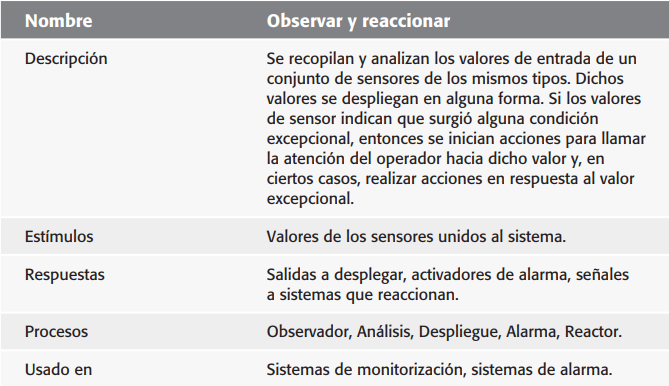 Nombre Observar y reaccionar
Descripción Se recopilan y analizan los valores de entrada de un
conjunto de sensores de los mismos tipos. Dichos
valores se despliegan en alguna forma. Si los valores
de sensor indican que surgió alguna condición
excepcional, entonces se inician acciones para llamar
la atención del operador hacia dicho valor y, en
ciertos casos, realizar acciones en respuesta al valor
excepcional.
Estímulos Valores de los sensores unidos al sistema.
Respuestas Salidas a desplegar, activadores de alarma, señales
a sistemas que reaccionan.
Procesos Observador, Análisis, Despliegue, Alarma, Reactor.
Usado en Sistemas de monitorización, sistemas de alarma.